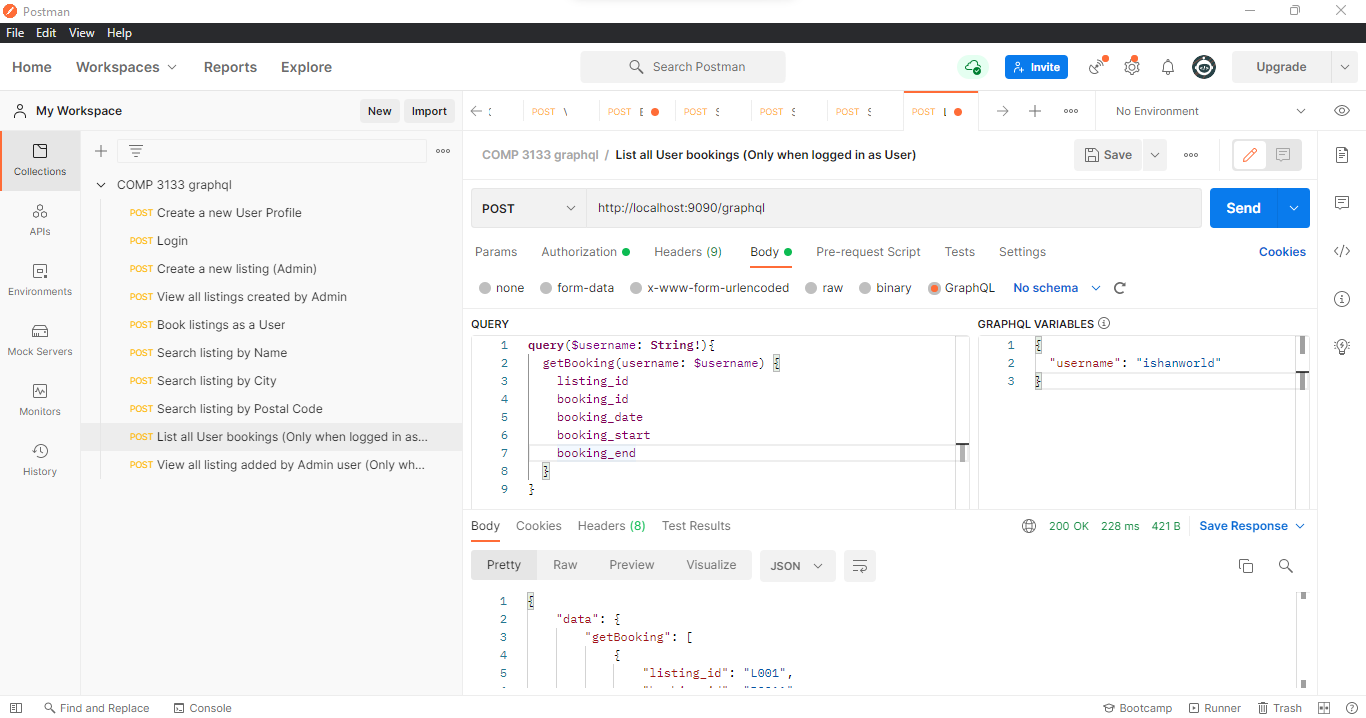 Postman
File Edit View Help
Home Workspaces Reports Explore Search Postman Invite Upgrade
My Workspace New Import
POST POST POST POST POST POST No Environment
Collections
APIs
Environments
Mock Servers
Monitors
History
COMP 3133 graphql
POST Create a new User Profile
POST Login
POST Create a new listing (Admin)
POST View all listings created by Admin
POST Book listings as a User
POST Search listing by Name
POST Search listing by City
POST Search listing by Postal Code
POST List all User bookings (Only when logged in as...
POST View all listing added by Admin user (Only wh...
COMP 3133 graphql / List all User bookings (Only when logged in as User) Save
POST http://localhost:9090/graphql Send
Params Authorization Headers (9) Body Pre-request Script Tests Settings Cookies
none form-data x-www-form-urlencoded raw binary GraphQL No schema
QUERY
1 query($username: String!){
2 getBooking(username: $username) {
3 listing_id
4 booking_id
5 booking_date
6 booking_start
7 booking_end
8 }
9 }
GRAPHQL VARIABLES
1 {
2 "username": "ishanworld"
3 }
Body Cookies Headers (8) Test Results 200 OK 228 ms 421 B Save Response
Pretty Raw Preview Visualize JSON
1 {
2 "data": {
3 "getBooking": [
4 {
5 "listing_id": "L001",
Find and Replace Console Bootcamp Runner Trash